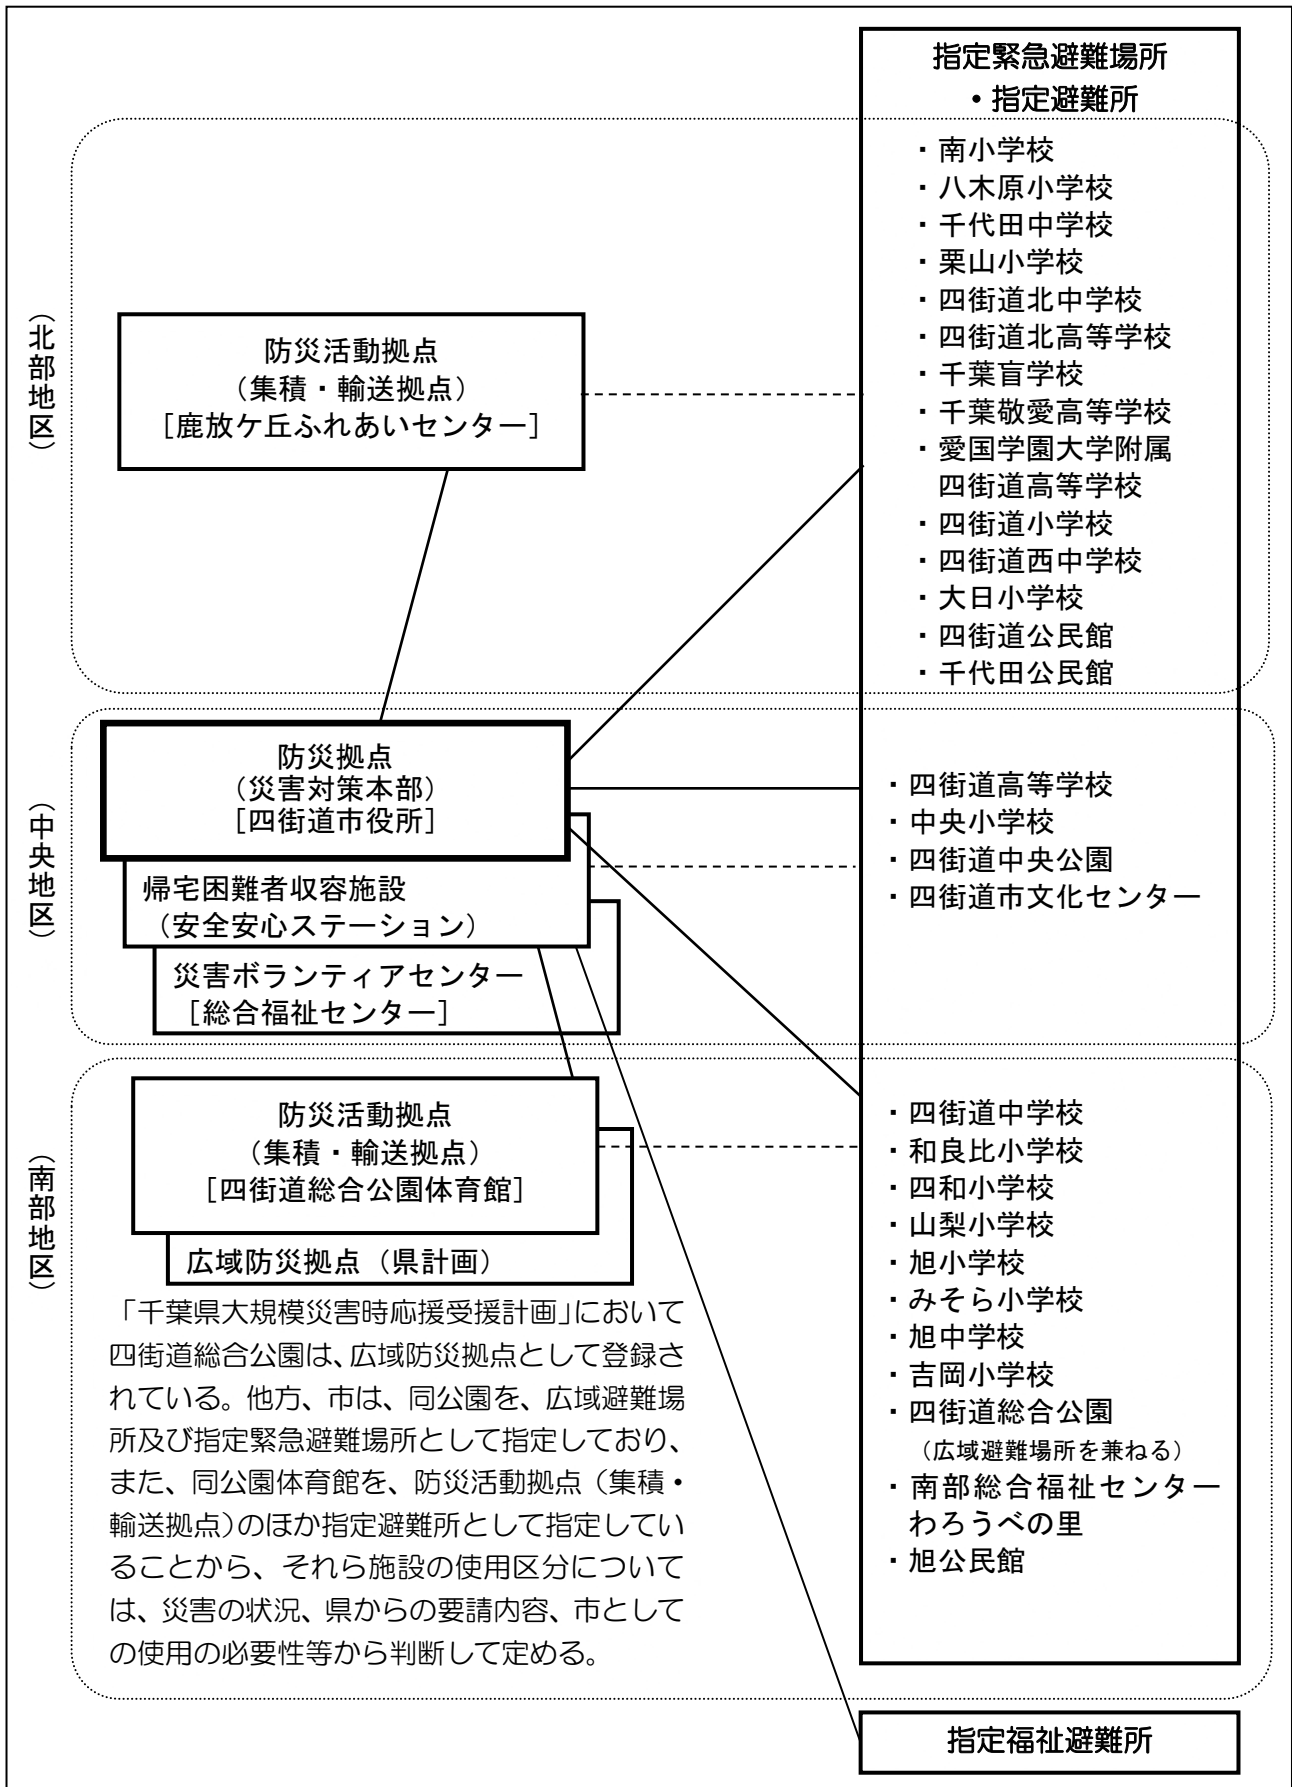 指定緊急避難場所
・指定避難所
（北部地区）
防災活動拠点
（集積・輸送拠点）
［鹿放ケ丘ふれあいセンター］
・南小学校
・八木原小学校
・千代田中学校
・栗山小学校
・四街道北中学校
・四街道北高等学校
・千葉盲学校
・千葉敬愛高等学校
・愛国学園大学附属
四街道高等学校
・四街道小学校
・四街道西中学校
・大日小学校
・四街道公民館
・千代田公民館
（中央地区）
防災拠点
（災害対策本部）
［四街道市役所］
帰宅困難者収容施設
（安全安心ステーション）
災害ボランティアセンター
［総合福祉センター］
・四街道高等学校
・中央小学校
・四街道中央公園
・四街道市文化センター
（南部地区）
防災活動拠点
（集積・輸送拠点）
［四街道総合公園体育館］
広域防災拠点（県計画）
「千葉県大規模災害時応援受援計画」において
四街道総合公園は、広域防災拠点として登録さ
れている。他方、市は、同公園を、広域避難場
所及び指定緊急避難場所として指定しており、
また、同公園体育館を、防災活動拠点（集積・
輸送拠点）のほか指定避難所として指定してい
ることから、それら施設の使用区分について
は、災害の状況、県からの要請内容、市として
の使用の必要性等から判断して定める。
・四街道中学校
・和良比小学校
・四和小学校
・山梨小学校
・旭小学校
・みそら小学校
・旭中学校
・吉岡小学校
・四街道総合公園
（広域避難場所を兼ねる）
・南部総合福祉センター
わろうべの里
・旭公民館
指定福祉避難所